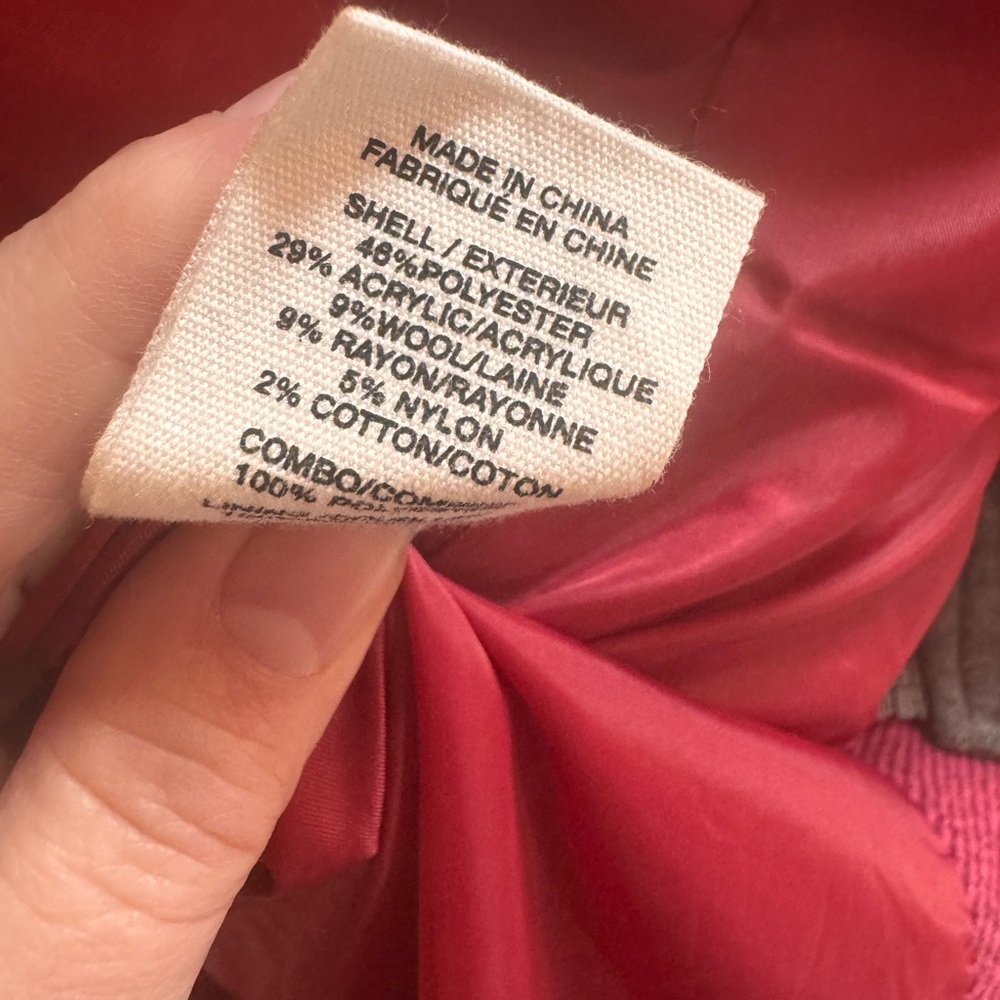 MADE IN CHINA
FABRIQUÉ EN CHINE
SHELL / EXTERIEUR
46%POLYESTER
29% ACRYLIC/ACRYLIQUE
9%WOOL/LAINE
9% RAYON/RAYONNE
5% NYLON
2% COTTON/COTON
COMBO/
100%